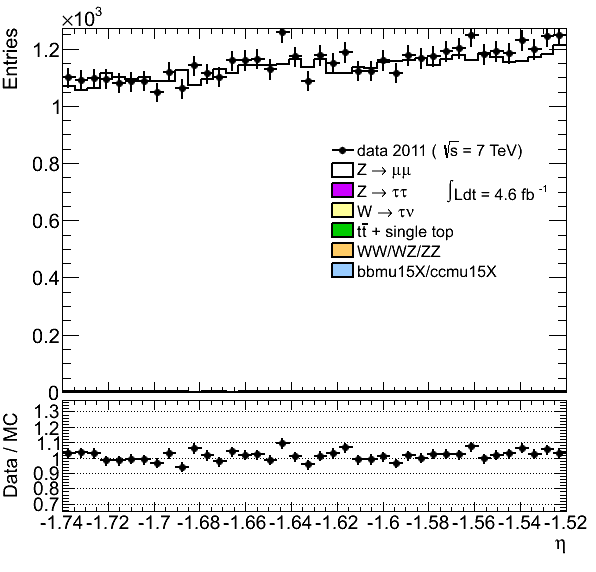 ×10³
Entries
1.2
1
0.8
0.6
0.4
0.2
0
data 2011 ( √s = 7 TeV)
Z → μμ
Z → ττ
∫Ldt = 4.6 fb⁻¹
W → τν
tt̄ + single top
WW/WZ/ZZ
bbmu15X/ccmu15X
Data / MC
1.3
1.2
1.1
1
0.9
0.8
0.7
-1.74 -1.72 -1.7 -1.68 -1.66 -1.64 -1.62 -1.6 -1.58 -1.56 -1.54 -1.52
η